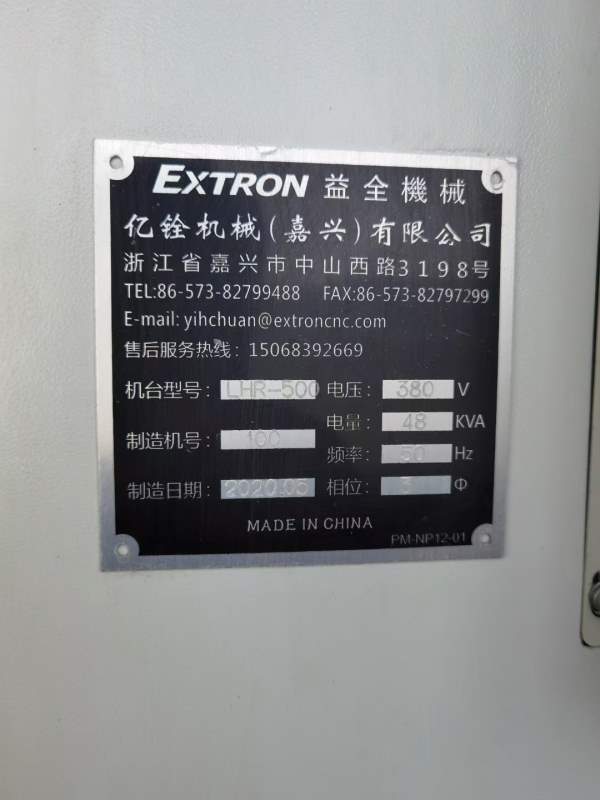 EXTRON 益全機械
亿铨机械(嘉兴)有限公司
浙江省嘉兴市中山西路3198号
TEL:86-573-82799488 FAX:86-573-82797299
E-mail: yihchuan@extroncnc.com
售后服务热线: 15068392669
机台型号: LHR-500 电压: 380 V
电量: 48 KVA
制造机号: 100
频率: 50 Hz
制造日期: 2020.05 相位: 3 Φ
MADE IN CHINA
PM-NP12-01